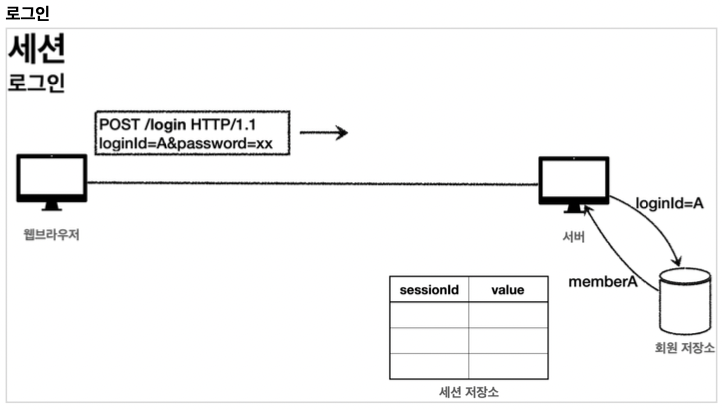 로그인
세션
로그인
POST /login HTTP/1.1
loginId=A&password=xx
웹브라우저
서버
loginId=A
memberA
회원 저장소
sessionId value
세션 저장소